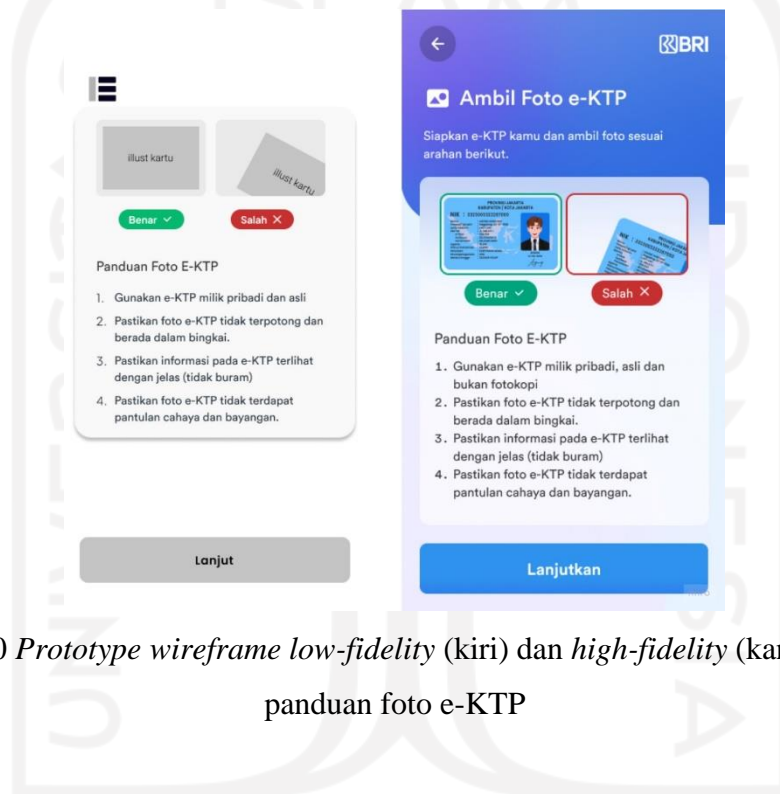 illust kartu
illust kartu
Benar
Salah
Panduan Foto E-KTP
1. Gunakan e-KTP milik pribadi dan asli
2. Pastikan foto e-KTP tidak terpotong dan
berada dalam bingkai.
3. Pastikan informasi pada e-KTP terlihat
dengan jelas (tidak buram)
4. Pastikan foto e-KTP tidak terdapat
pantulan cahaya dan bayangan.
Lanjut
BRI
Ambil Foto e-KTP
Siapkan e-KTP kamu dan ambil foto sesuai
arahan berikut.
PROVINSI JAKARTA
NIK
NIK
Benar
Salah
Panduan Foto E-KTP
1. Gunakan e-KTP milik pribadi, asli dan
bukan fotokopi
2. Pastikan foto e-KTP tidak terpotong dan
berada dalam bingkai.
3. Pastikan informasi pada e-KTP terlihat
dengan jelas (tidak buram)
4. Pastikan foto e-KTP tidak terdapat
pantulan cahaya dan bayangan.
Lanjutkan
0 Prototype wireframe low-fidelity (kiri) dan high-fidelity (kan
panduan foto e-KTP